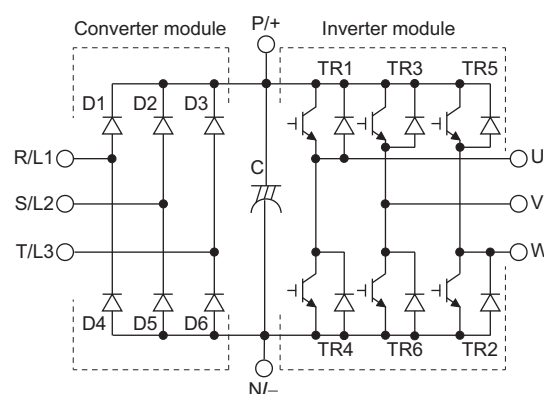 Converter module
P/+
Inverter module
TR1
TR3
TR5
D1
D2
D3
R/L1
U
C
S/L2
V
T/L3
W
D4
D5
D6
TR4
TR6
TR2
N/–